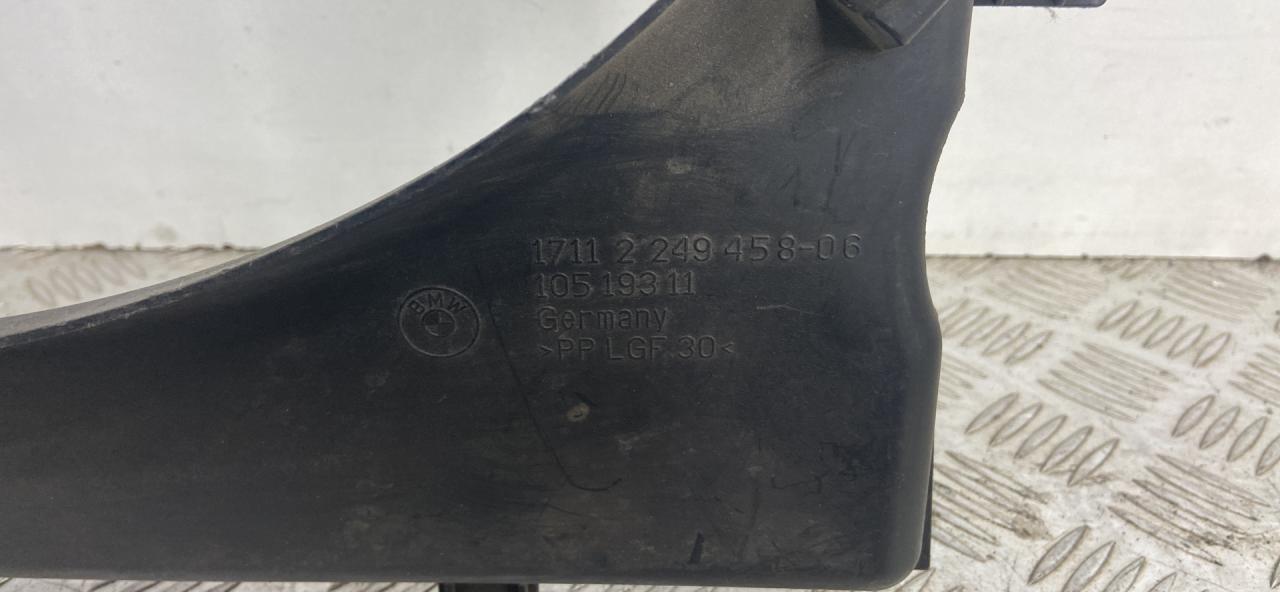 1711 2 249 458-06
105 193 11
BMW
Germany
>PP LGF 30<